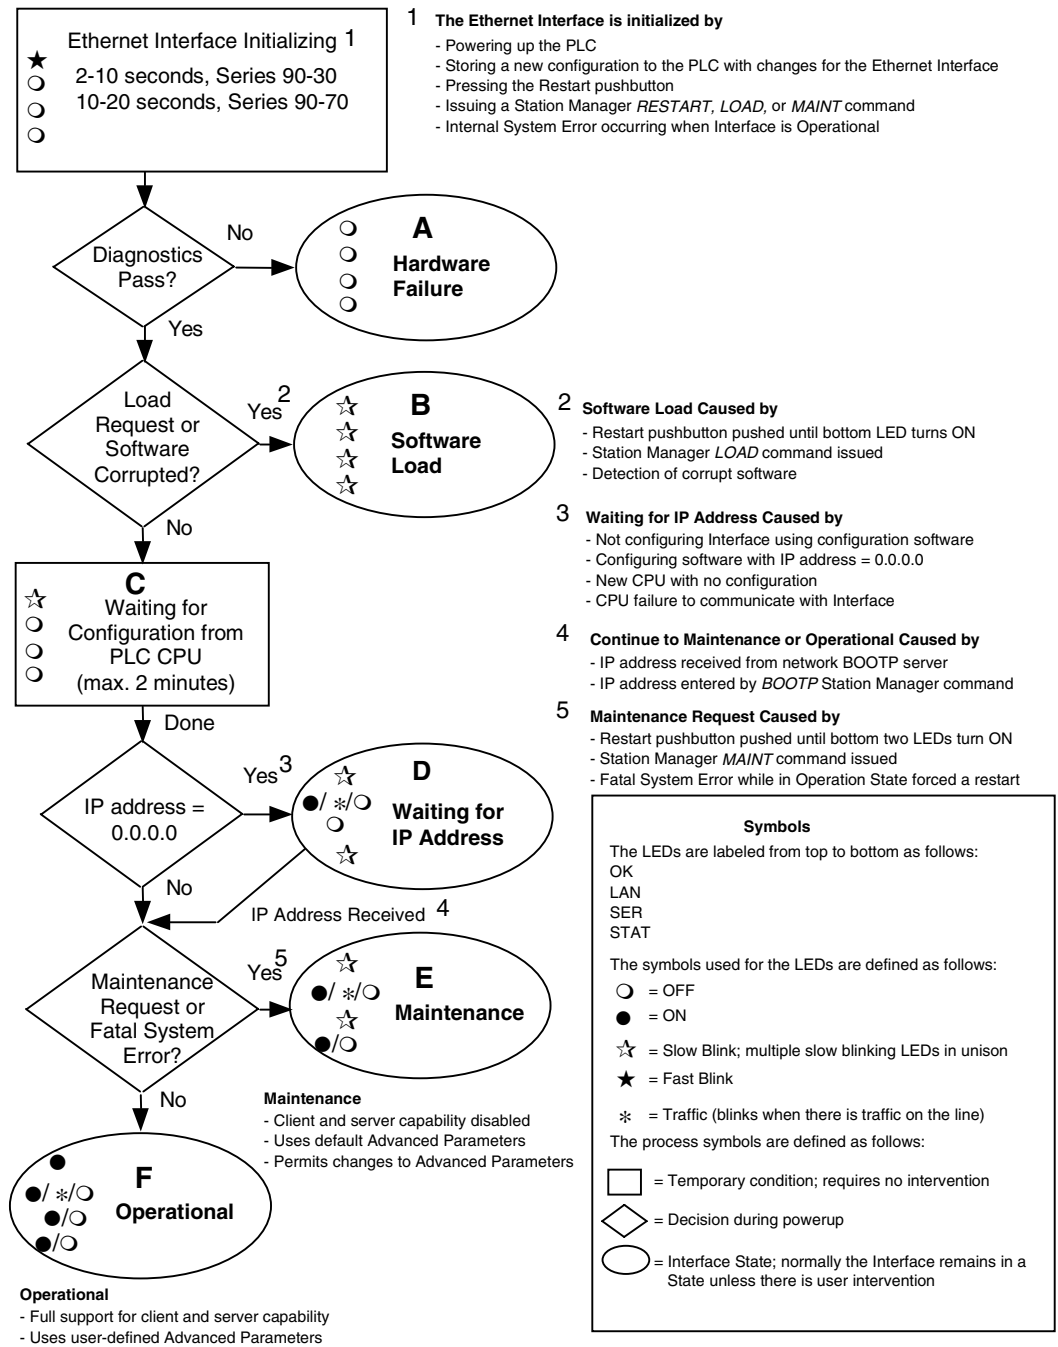 Ethernet Interface Initializing 1
2-10 seconds, Series 90-30
10-20 seconds, Series 90-70
1 The Ethernet Interface is initialized by
- Powering up the PLC
- Storing a new configuration to the PLC with changes for the Ethernet Interface
- Pressing the Restart pushbutton
- Issuing a Station Manager RESTART, LOAD, or MAINT command
- Internal System Error occurring when Interface is Operational
Diagnostics
Pass?
No
A
Hardware
Failure
Yes
Load
Request or
Software
Corrupted?
Yes 2
B
Software
Load
No
2 Software Load Caused by
- Restart pushbutton pushed until bottom LED turns ON
- Station Manager LOAD command issued
- Detection of corrupt software
3 Waiting for IP Address Caused by
- Not configuring Interface using configuration software
- Configuring software with IP address = 0.0.0.0
- New CPU with no configuration
- CPU failure to communicate with Interface
C
Waiting for
Configuration from
PLC CPU
(max. 2 minutes)
Done
4 Continue to Maintenance or Operational Caused by
- IP address received from network BOOTP server
- IP address entered by BOOTP Station Manager command
5 Maintenance Request Caused by
- Restart pushbutton pushed until bottom two LEDs turn ON
- Station Manager MAINT command issued
- Fatal System Error while in Operation State forced a restart
IP address =
0.0.0.0
Yes 3
D
Waiting for
IP Address
No
IP Address Received 4
Maintenance
Request or
Fatal System
Error?
Yes 5
E
Maintenance
No
Maintenance
- Client and server capability disabled
- Uses default Advanced Parameters
- Permits changes to Advanced Parameters
F
Operational
Operational
- Full support for client and server capability
- Uses user-defined Advanced Parameters
Symbols
The LEDs are labeled from top to bottom as follows:
OK
LAN
SER
STAT
The symbols used for the LEDs are defined as follows:
= OFF
= ON
= Slow Blink; multiple slow blinking LEDs in unison
= Fast Blink
= Traffic (blinks when there is traffic on the line)
The process symbols are defined as follows:
= Temporary condition; requires no intervention
= Decision during powerup
= Interface State; normally the Interface remains in a
State unless there is user intervention